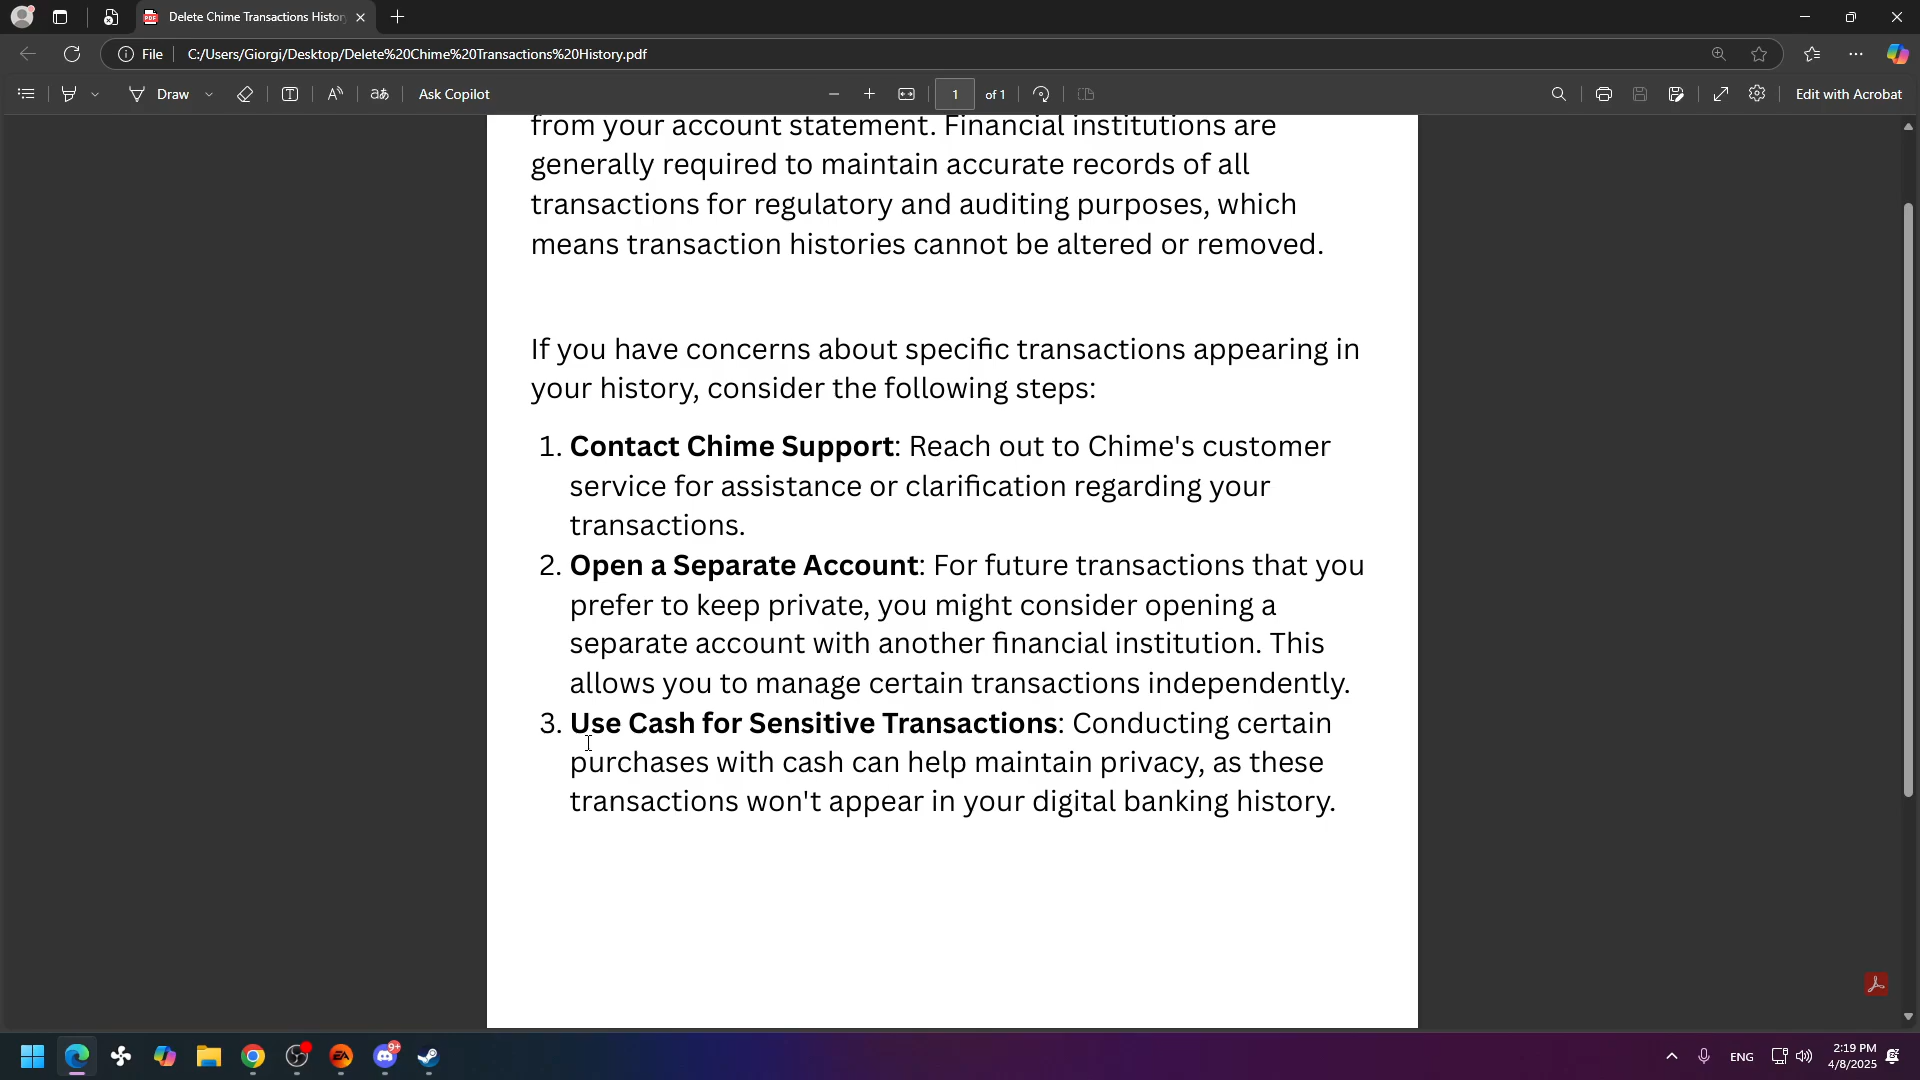 Delete Chime Transactions Histor
File
C:/Users/Giorgi/Desktop/Delete%20Chime%20Transactions%20History.pdf
Draw
aあ
Ask Copilot
1
of 1
Edit with Acrobat
from your account statement. Financial institutions are
generally required to maintain accurate records of all
transactions for regulatory and auditing purposes, which
means transaction histories cannot be altered or removed.
If you have concerns about specific transactions appearing in
your history, consider the following steps:
1. Contact Chime Support: Reach out to Chime's customer
service for assistance or clarification regarding your
transactions.
2. Open a Separate Account: For future transactions that you
prefer to keep private, you might consider opening a
separate account with another financial institution. This
allows you to manage certain transactions independently.
3. Use Cash for Sensitive Transactions: Conducting certain
purchases with cash can help maintain privacy, as these
transactions won't appear in your digital banking history.
EA
9+
ENG
2:19 PM
4/8/2025